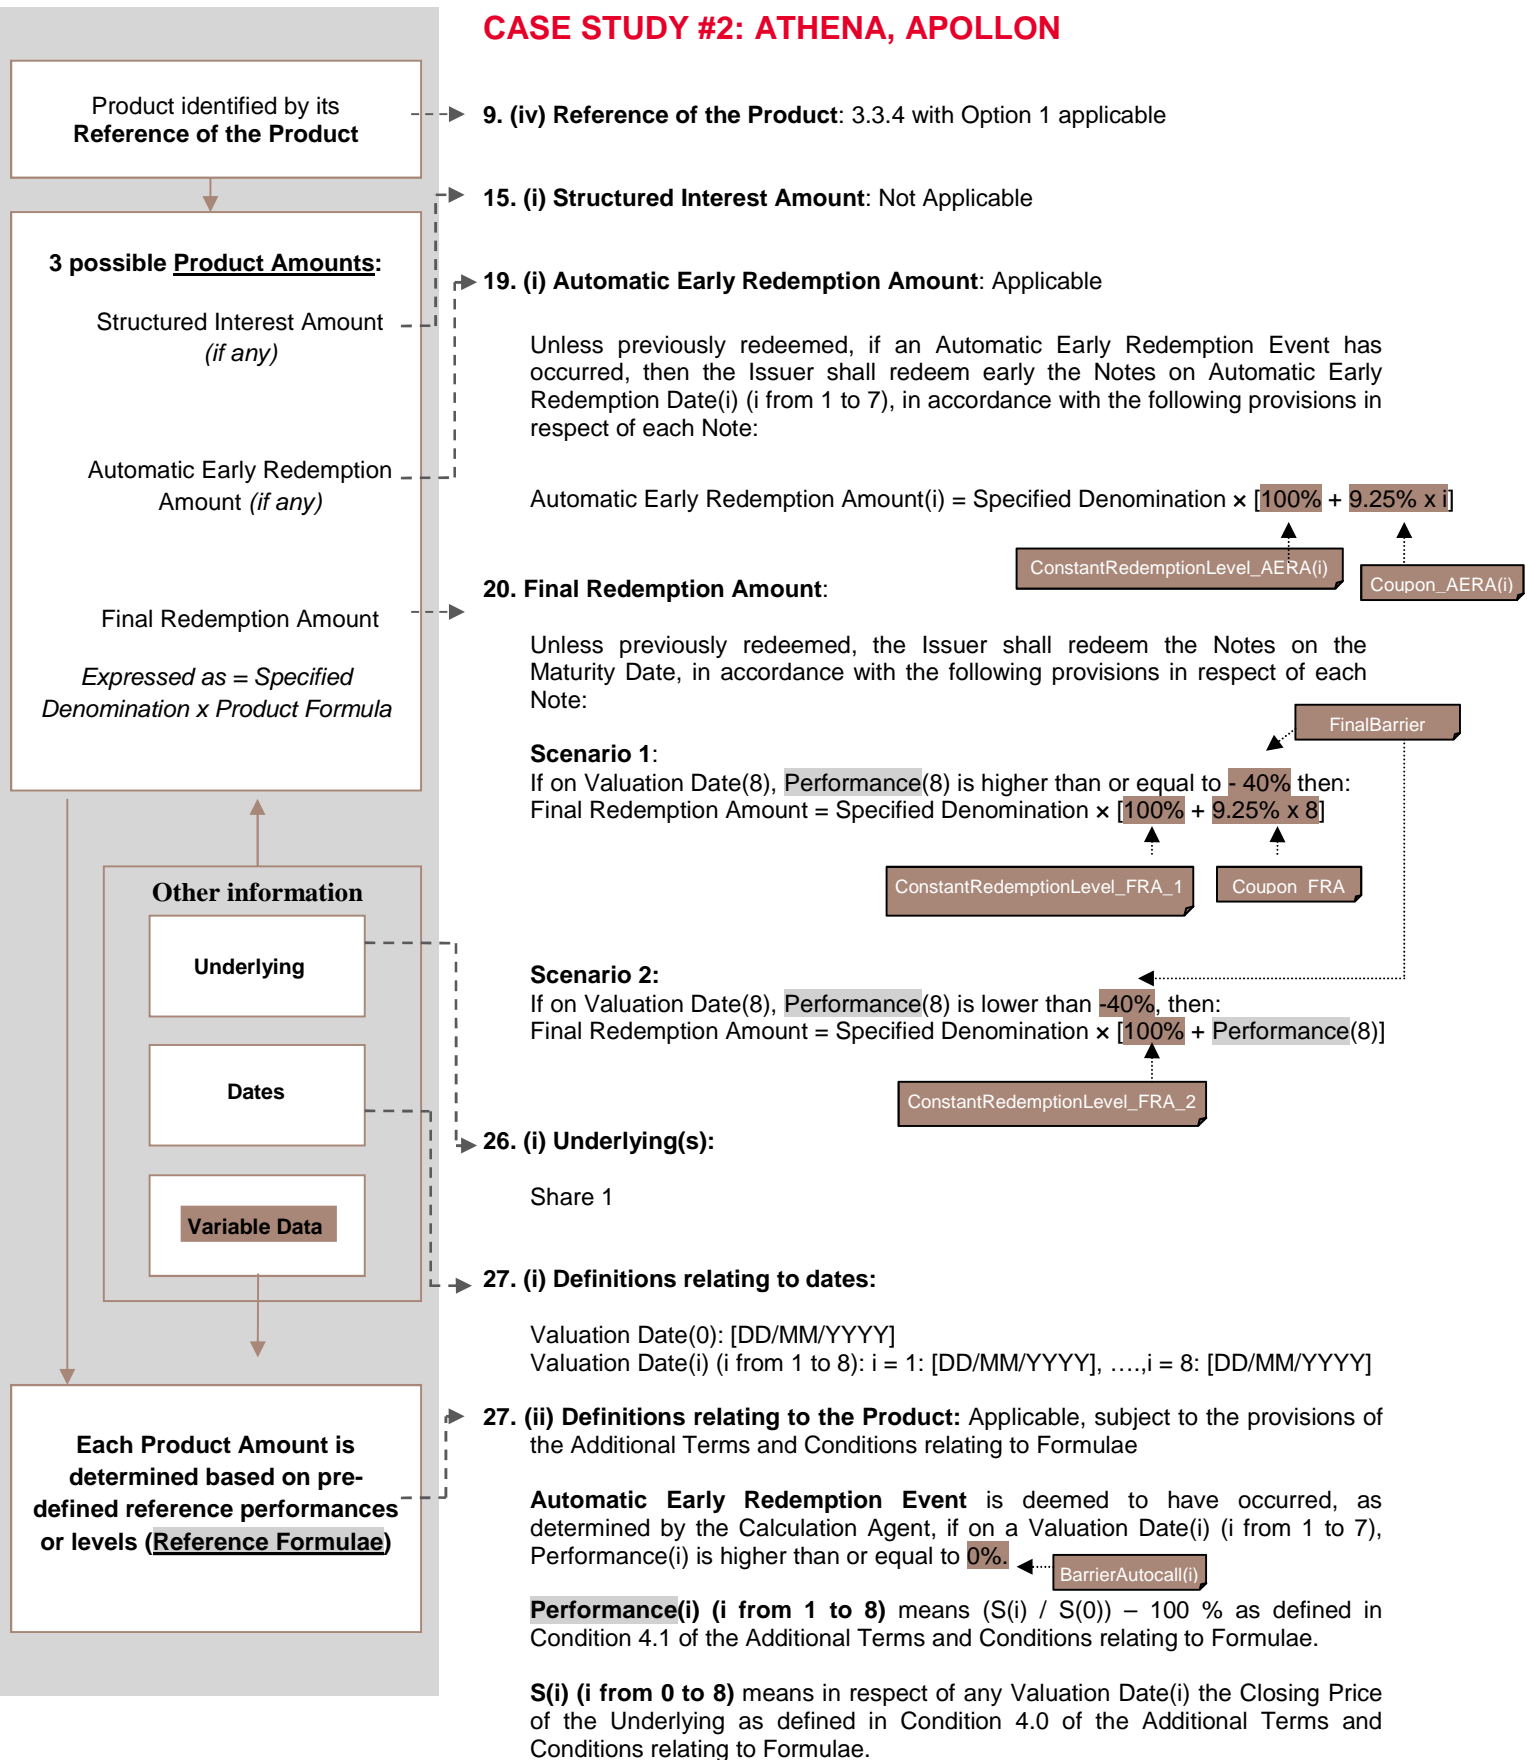 CASE STUDY #2: ATHENA, APOLLON
Product identified by its
Reference of the Product
9. (iv) Reference of the Product: 3.3.4 with Option 1 applicable
15. (i) Structured Interest Amount: Not Applicable
3 possible Product Amounts:
Structured Interest Amount
(if any)
Automatic Early Redemption
Amount (if any)
Final Redemption Amount
Expressed as = Specified
Denomination x Product Formula
19. (i) Automatic Early Redemption Amount: Applicable
Unless previously redeemed, if an Automatic Early Redemption Event has
occurred, then the Issuer shall redeem early the Notes on Automatic Early
Redemption Date(i) (i from 1 to 7), in accordance with the following provisions in
respect of each Note:
Automatic Early Redemption Amount(i) = Specified Denomination × [100% + 9.25% x i]
ConstantRedemptionLevel_AERA(i)
Coupon_AERA(i)
20. Final Redemption Amount:
Unless previously redeemed, the Issuer shall redeem the Notes on the
Maturity Date, in accordance with the following provisions in respect of each
Note:
FinalBarrier
Scenario 1:
If on Valuation Date(8), Performance(8) is higher than or equal to - 40% then:
Final Redemption Amount = Specified Denomination × [100% + 9.25% x 8]
ConstantRedemptionLevel_FRA_1
Coupon_FRA
Scenario 2:
If on Valuation Date(8), Performance(8) is lower than -40%, then:
Final Redemption Amount = Specified Denomination × [100% + Performance(8)]
ConstantRedemptionLevel_FRA_2
Other information
Underlying
Dates
Variable Data
26. (i) Underlying(s):
Share 1
27. (i) Definitions relating to dates:
Valuation Date(0): [DD/MM/YYYY]
Valuation Date(i) (i from 1 to 8): i = 1: [DD/MM/YYYY], ….,i = 8: [DD/MM/YYYY]
Each Product Amount is
determined based on pre-
defined reference performances
or levels (Reference Formulae)
27. (ii) Definitions relating to the Product: Applicable, subject to the provisions of
the Additional Terms and Conditions relating to Formulae
Automatic Early Redemption Event is deemed to have occurred, as
determined by the Calculation Agent, if on a Valuation Date(i) (i from 1 to 7),
Performance(i) is higher than or equal to 0%.
BarrierAutocall(i)
Performance(i) (i from 1 to 8) means (S(i) / S(0)) – 100 % as defined in
Condition 4.1 of the Additional Terms and Conditions relating to Formulae.
S(i) (i from 0 to 8) means in respect of any Valuation Date(i) the Closing Price
of the Underlying as defined in Condition 4.0 of the Additional Terms and
Conditions relating to Formulae.